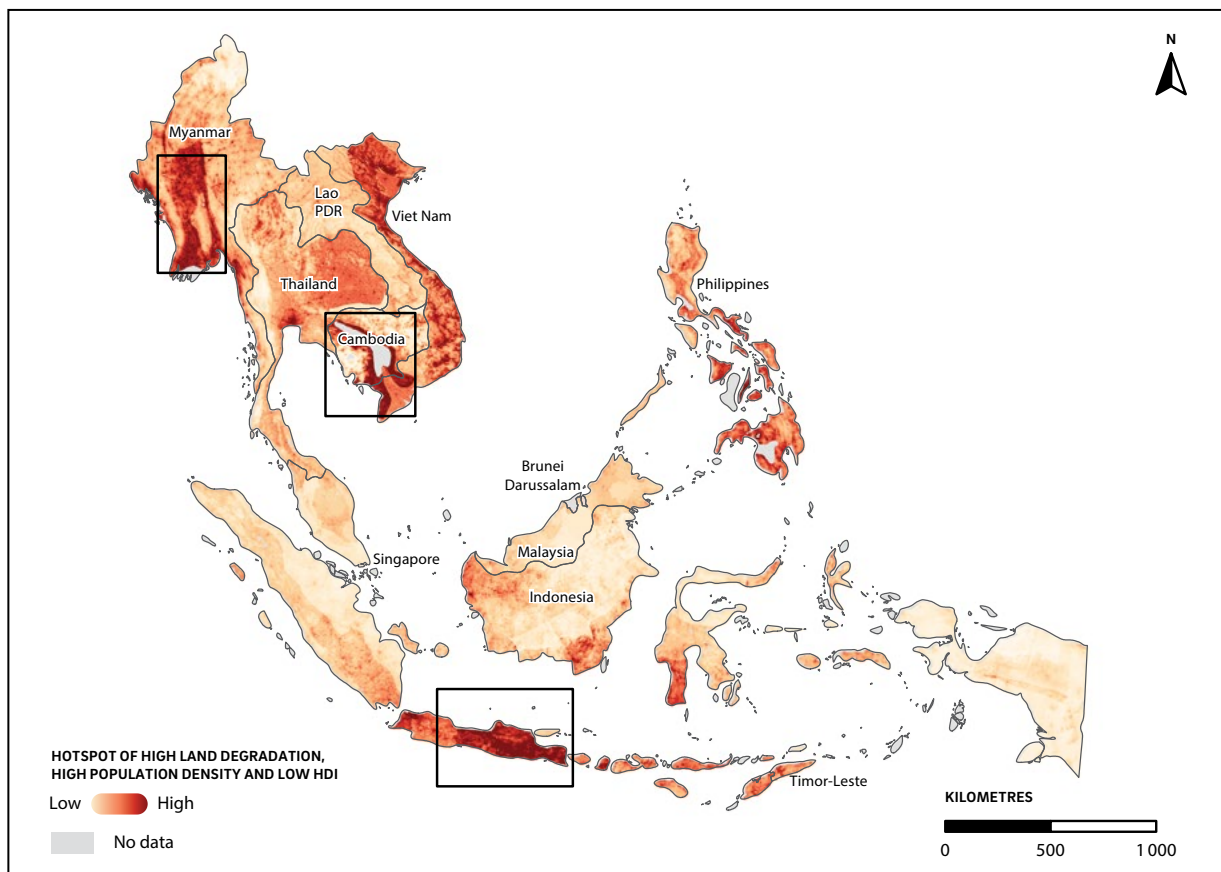 N
Myanmar
Lao
PDR
Viet Nam
Thailand
Philippines
Cambodia
Brunei
Darussalam
Malaysia
Singapore
Indonesia
Timor-Leste
HOTSPOT OF HIGH LAND DEGRADATION,
HIGH POPULATION DENSITY AND LOW HDI
Low High
No data
KILOMETRES
0 500 1 000